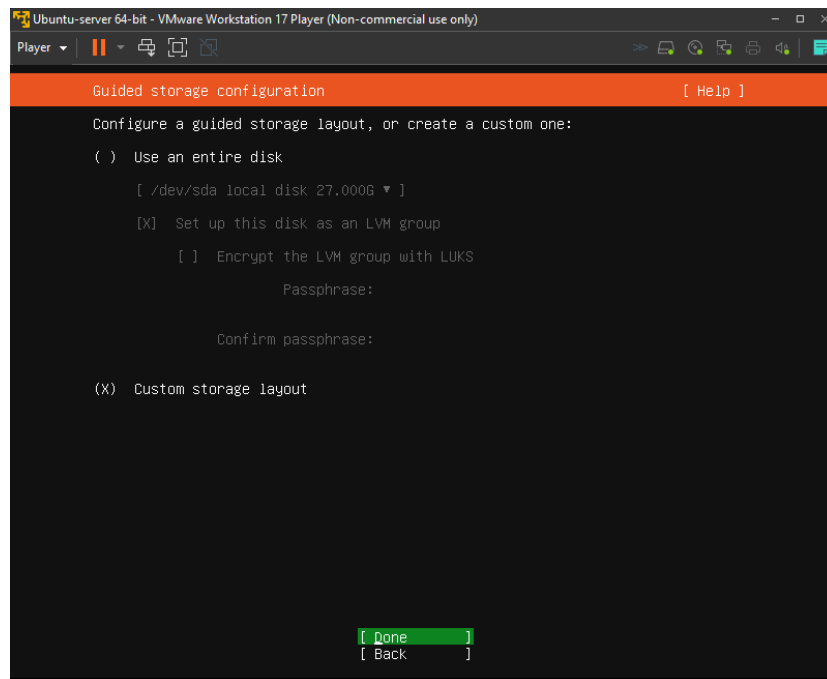 Ubuntu-server 64-bit - VMware Workstation 17 Player (Non-commercial use only)
Player
Guided storage configuration [ Help ]
Configure a guided storage layout, or create a custom one:
( ) Use an entire disk
[ /dev/sda local disk 27.000G ▾ ]
[X] Set up this disk as an LVM group
[ ] Encrypt the LVM group with LUKS
Passphrase:
Confirm passphrase:
(X) Custom storage layout
[ Done ]
[ Back ]